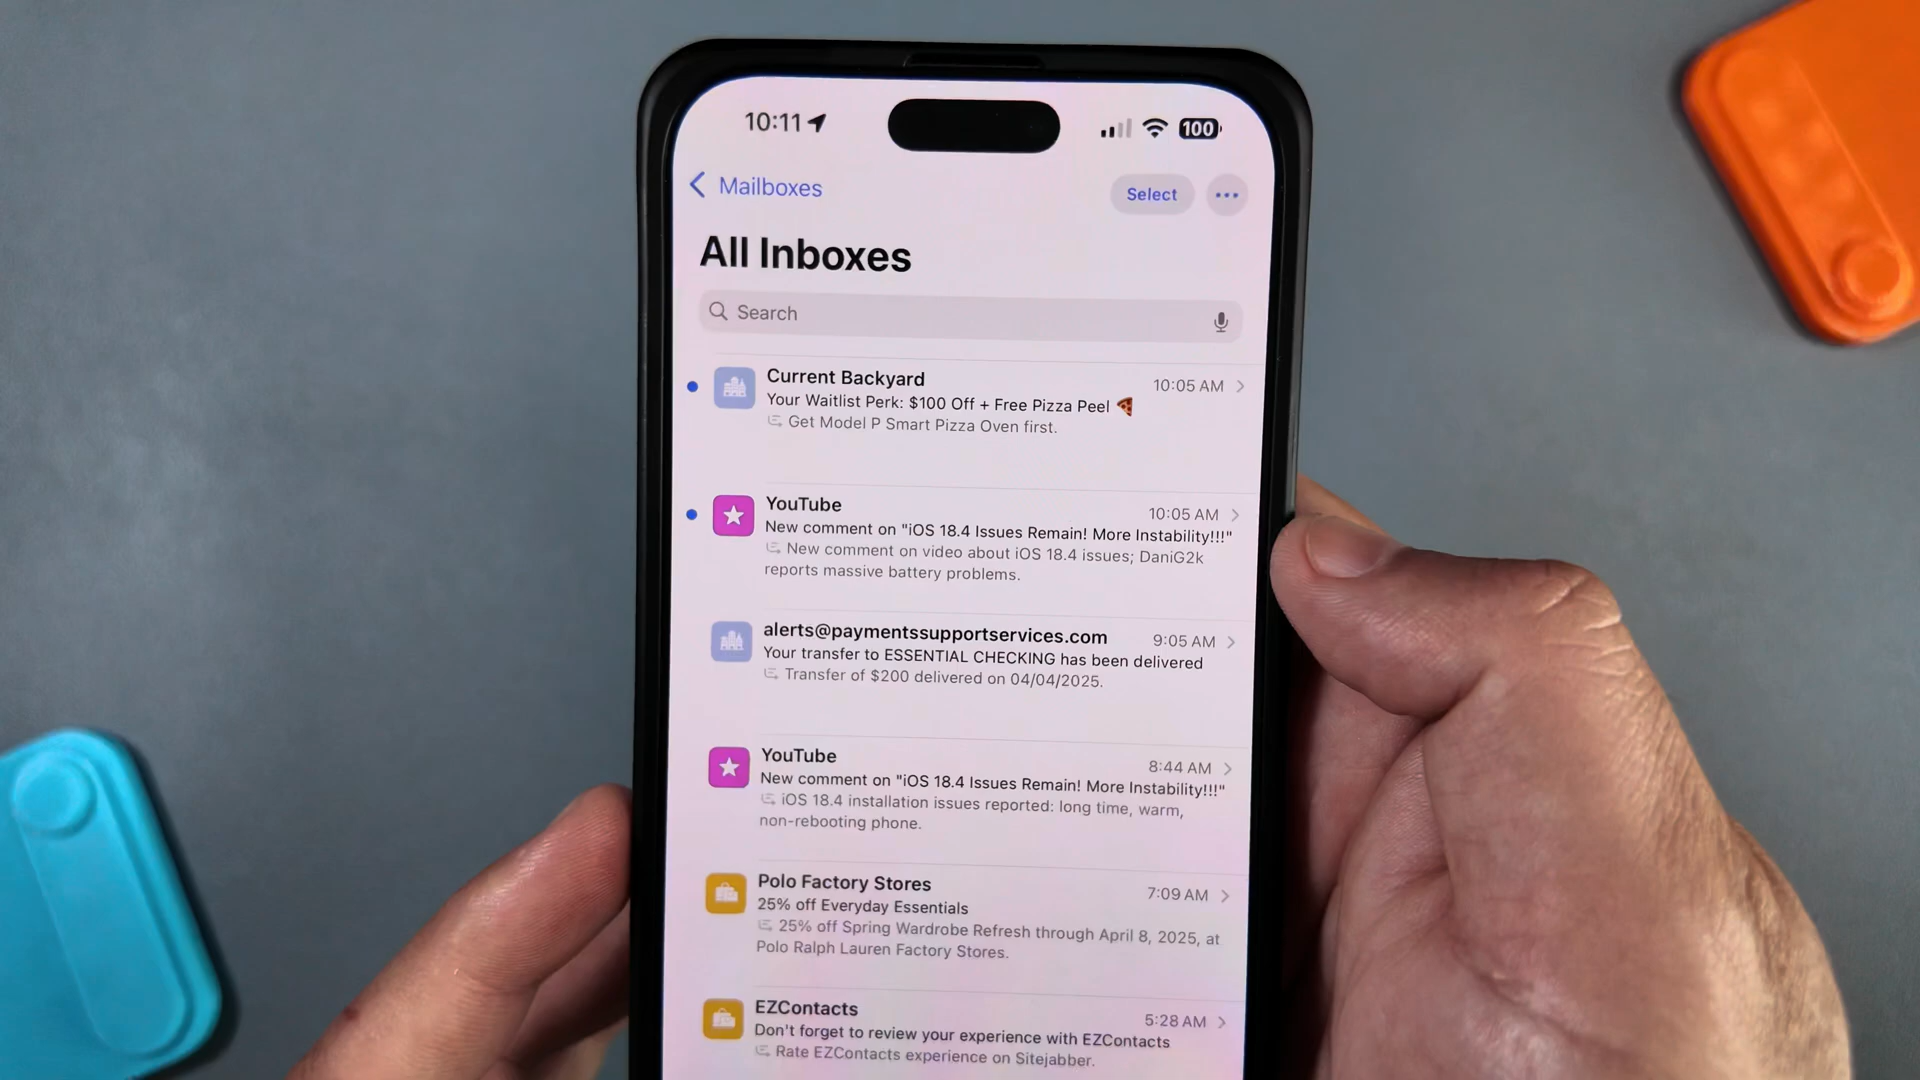 10:11
100
Mailboxes
Select
All Inboxes
Search
Current Backyard
10:05 AM
Your Waitlist Perk: $100 Off + Free Pizza Peel 🍕
Get Model P Smart Pizza Oven first.
YouTube
10:05 AM
New comment on "iOS 18.4 Issues Remain! More Instability!!!"
New comment on video about iOS 18.4 issues; DaniG2k
reports massive battery problems.
alerts@paymentssupportservices.com
9:05 AM
Your transfer to ESSENTIAL CHECKING has been delivered
Transfer of $200 delivered on 04/04/2025.
YouTube
8:44 AM
New comment on "iOS 18.4 Issues Remain! More Instability!!!"
iOS 18.4 installation issues reported: long time, warm,
non-rebooting phone.
Polo Factory Stores
7:09 AM
25% off Everyday Essentials
25% off Spring Wardrobe Refresh through April 8, 2025, at
Polo Ralph Lauren Factory Stores.
EZContacts
5:28 AM
Don't forget to review your experience with EZContacts
Rate EZContacts experience on Sitejabber.